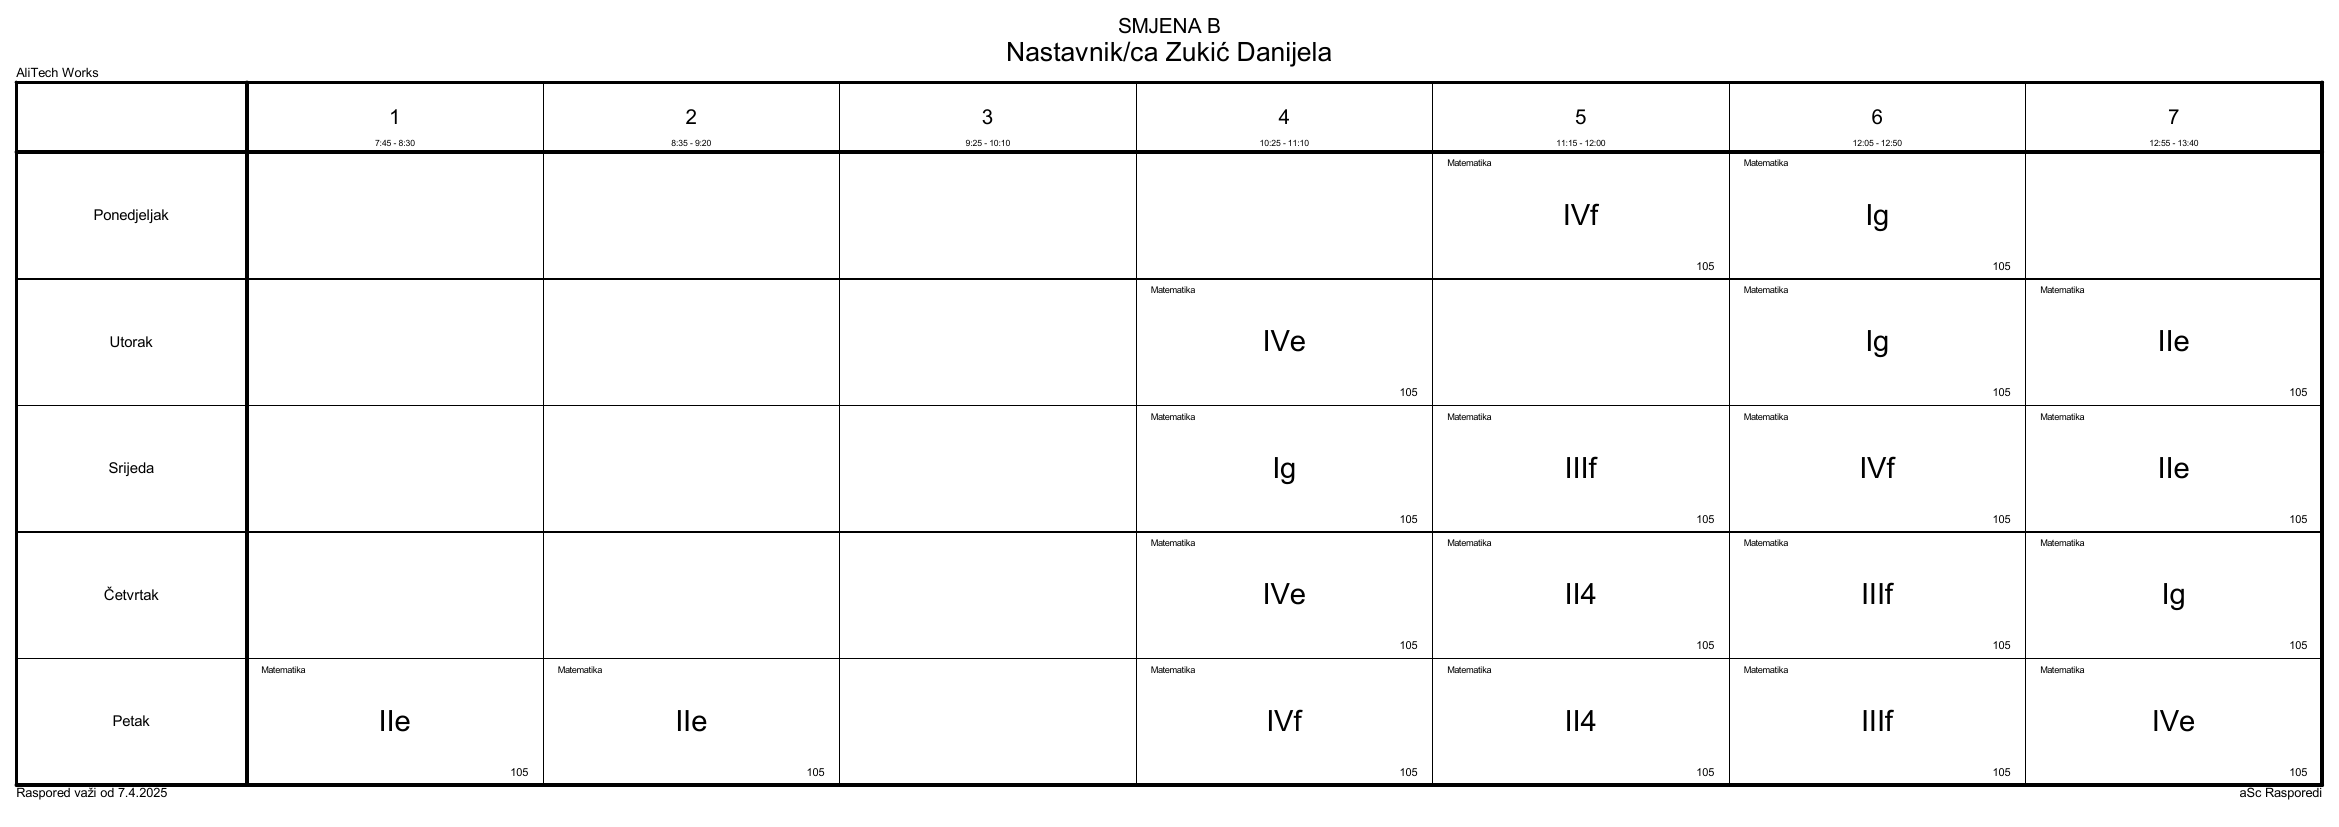 SMJENA B
Nastavnik/ca Zukić Danijela
AliTech Works
1 2 3 4 5 6 7
7:45 - 8:30 8:35 - 9:20 9:25 - 10:10 10:25 - 11:10 11:15 - 12:00 12:05 - 12:50 12:55 - 13:40
Matematika Matematika
Ponedjeljak IVf Ig
105 105
Matematika Matematika Matematika
Utorak IVe Ig IIe
105 105 105
Matematika Matematika Matematika Matematika
Srijeda Ig IIIf IVf IIe
105 105 105 105
Matematika Matematika Matematika Matematika
Četvrtak IVe II4 IIIf Ig
105 105 105 105
Matematika Matematika Matematika Matematika Matematika Matematika
Petak IIe IIe IVf II4 IIIf IVe
105 105 105 105 105 105
Raspored važi od 7.4.2025 aSc Rasporedi